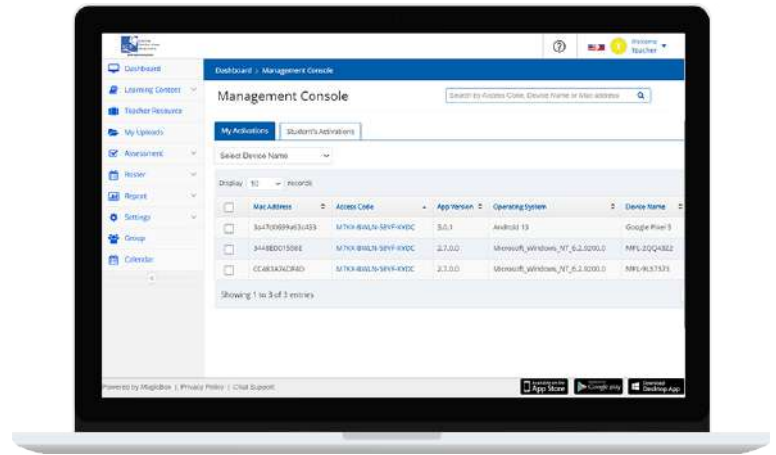 Welcome
Teacher
Dashboard
Learning Content
Teacher Resource
My Uploads
Assessment
Roster
Report
Settings
Group
Calendar
Dashboard > Management Console
Management Console
Search by Access Code, Device Name or Mac address
My Activations
Student's Activations
Select Device Name
Display 10 records
Mac Address Access Code App Version Operating System Device Name
Android 13 Google Pixel
2.7.0.0 Microsoft_Windows_NT_6.2.9200.0
2.7.0.0 Microsoft_Windows_NT_6.2.9200.0
Showing 1 to 3 of 3 entries
Powered by MagicBox | Privacy Policy | Chat Support
App Store
Google play
Download
Desktop App